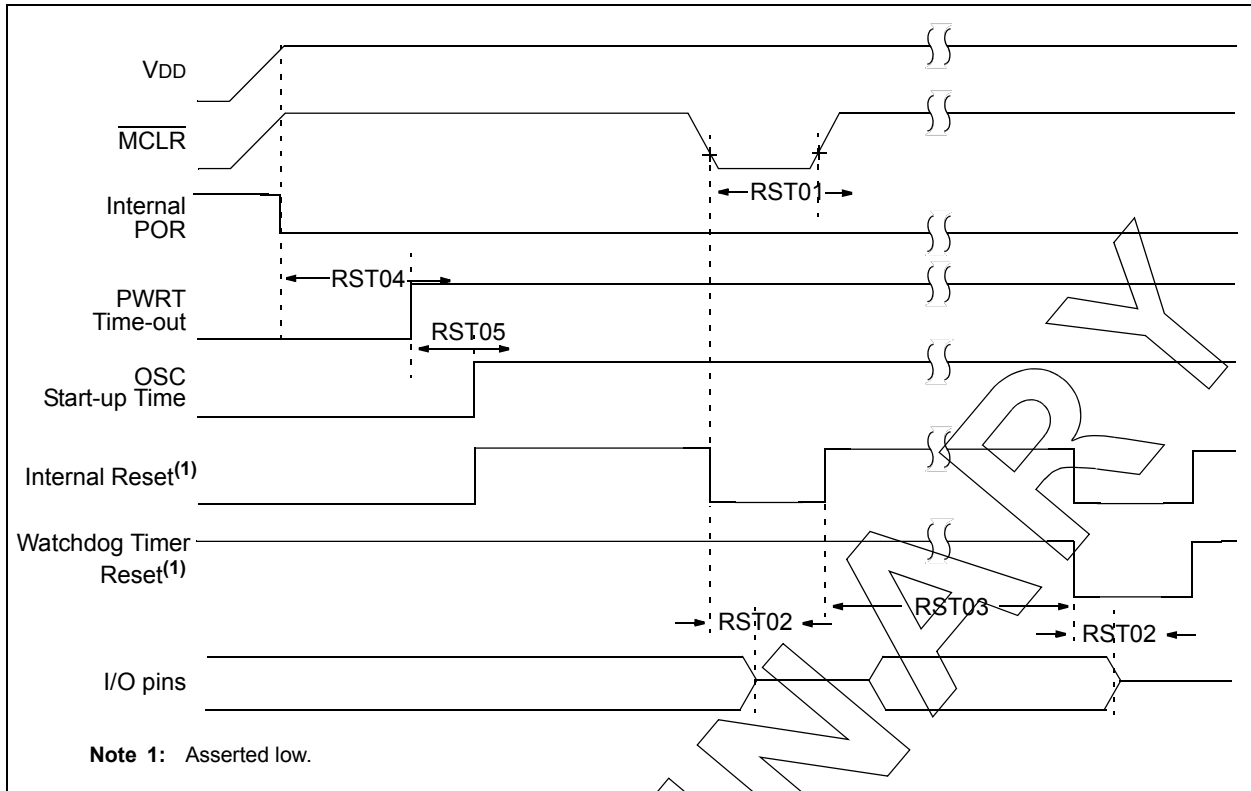 VDD
MCLR
RST01
Internal
POR
RST04
PWRT
Time-out
RST05
OSC
Start-up Time
Internal Reset(1)
Watchdog Timer
Reset(1)
RST03
RST02
RST02
I/O pins
Note 1: Asserted low.
N A R Y